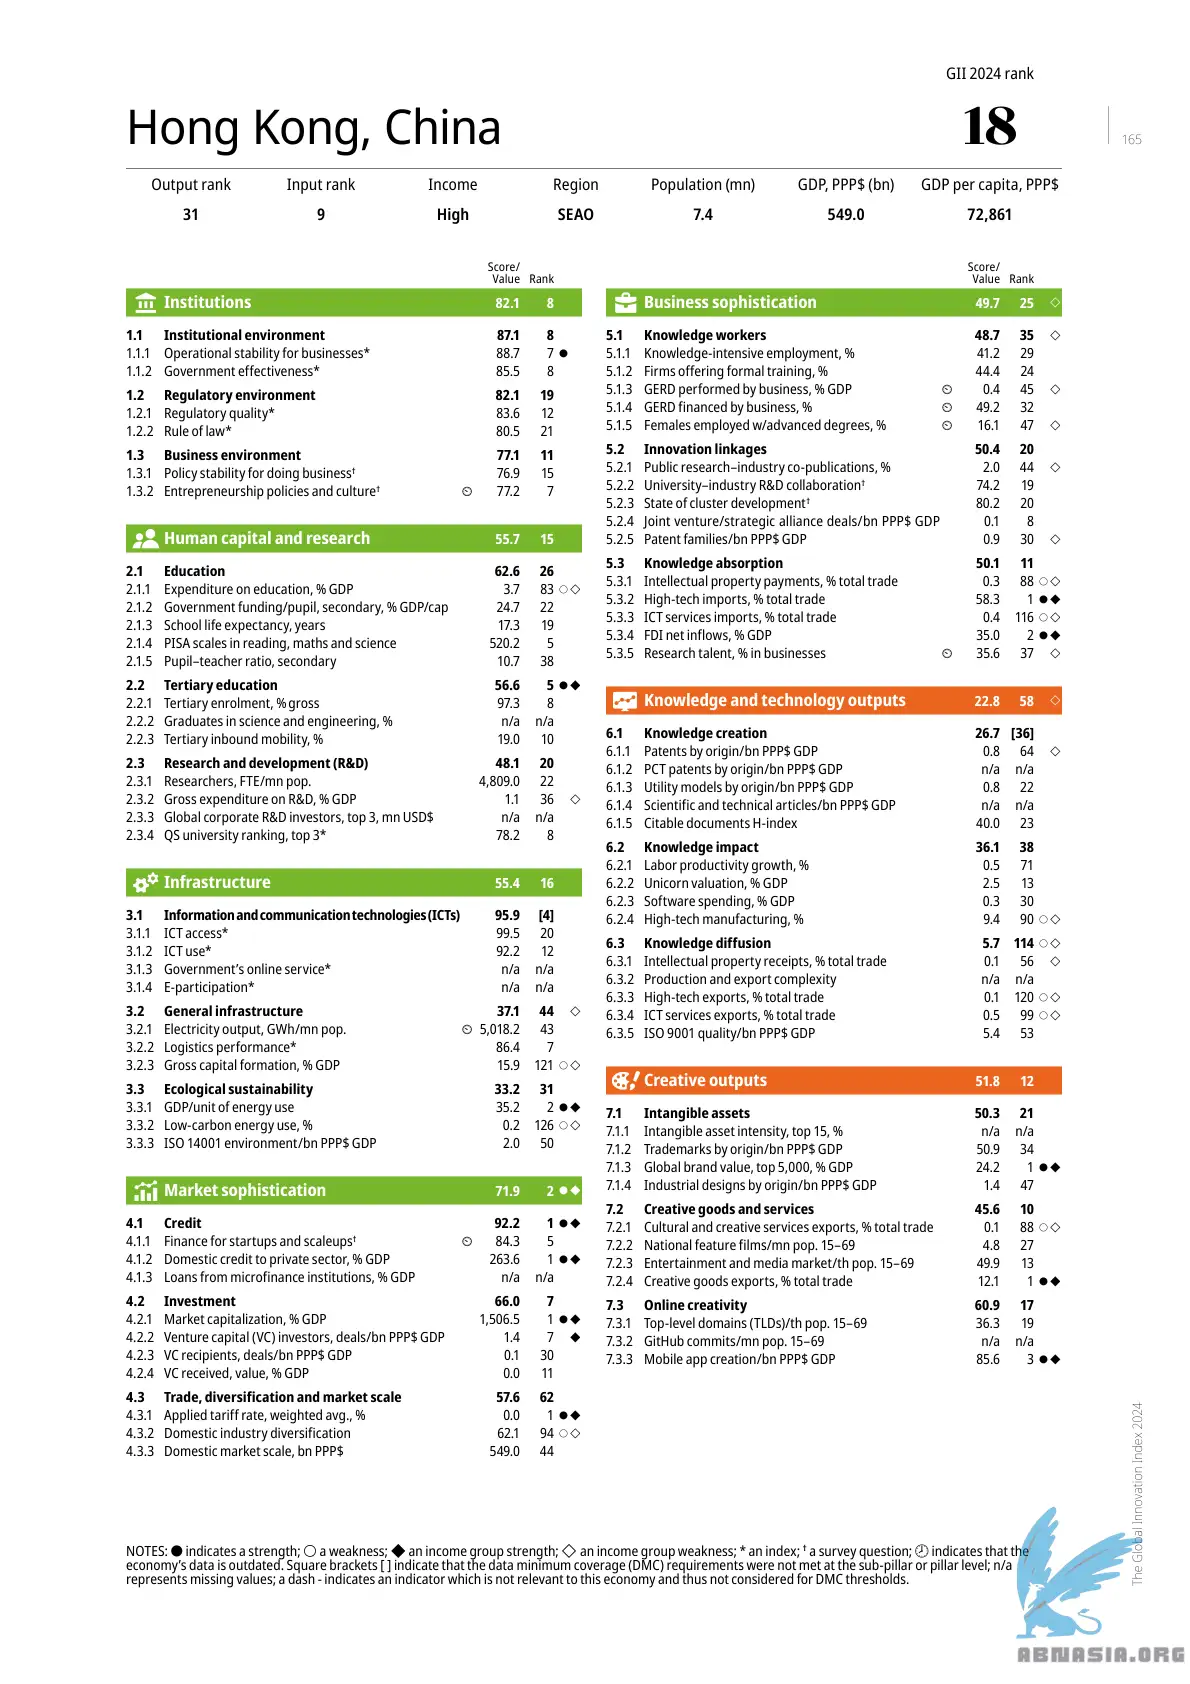 GII 2024 rank
Hong Kong, China
18
165
Output rank Input rank Income Region Population (mn) GDP, PPP$ (bn) GDP per capita, PPP$
31 9 High SEAO 7.4 549.0 72,861
Score/
Value Rank
Institutions 82.1 8
1.1 Institutional environment 87.1 8
1.1.1 Operational stability for businesses* 88.7 7 ●
1.1.2 Government effectiveness* 85.5 8
1.2 Regulatory environment 82.1 19
1.2.1 Regulatory quality* 83.6 12
1.2.2 Rule of law* 80.5 21
1.3 Business environment 77.1 11
1.3.1 Policy stability for doing business† 76.9 15
1.3.2 Entrepreneurship policies and culture† 77.2 7
Human capital and research 55.7 15
2.1 Education 62.6 26
2.1.1 Expenditure on education, % GDP 3.7 83 ○◇
2.1.2 Government funding/pupil, secondary, % GDP/cap 24.7 22
2.1.3 School life expectancy, years 17.3 19
2.1.4 PISA scales in reading, maths and science 520.2 5
2.1.5 Pupil–teacher ratio, secondary 10.7 38
2.2 Tertiary education 56.6 5 ●◆
2.2.1 Tertiary enrolment, % gross 97.3 8
2.2.2 Graduates in science and engineering, % n/a n/a
2.2.3 Tertiary inbound mobility, % 19.0 10
2.3 Research and development (R&D) 48.1 20
2.3.1 Researchers, FTE/mn pop. 4,809.0 22
2.3.2 Gross expenditure on R&D, % GDP 1.1 36 ◇
2.3.3 Global corporate R&D investors, top 3, mn USD$ n/a n/a
2.3.4 QS university ranking, top 3* 78.2 8
Infrastructure 55.4 16
3.1 Information and communication technologies (ICTs) 95.9 [4]
3.1.1 ICT access* 99.5 20
3.1.2 ICT use* 92.2 12
3.1.3 Government's online service* n/a n/a
3.1.4 E-participation* n/a n/a
3.2 General infrastructure 37.1 44 ◇
3.2.1 Electricity output, GWh/mn pop. 5,018.2 43
3.2.2 Logistics performance* 86.4 7
3.2.3 Gross capital formation, % GDP 15.9 121 ○◇
3.3 Ecological sustainability 33.2 31
3.3.1 GDP/unit of energy use 35.2 2 ●◆
3.3.2 Low-carbon energy use, % 0.2 126 ○◇
3.3.3 ISO 14001 environment/bn PPP$ GDP 2.0 50
Market sophistication 71.9 2 ●◆
4.1 Credit 92.2 1 ●◆
4.1.1 Finance for startups and scaleups† 84.3 5
4.1.2 Domestic credit to private sector, % GDP 263.6 1 ●◆
4.1.3 Loans from microfinance institutions, % GDP n/a n/a
4.2 Investment 66.0 7
4.2.1 Market capitalization, % GDP 1,506.5 1 ●◆
4.2.2 Venture capital (VC) investors, deals/bn PPP$ GDP 1.4 7 ◆
4.2.3 VC recipients, deals/bn PPP$ GDP 0.1 30
4.2.4 VC received, value, % GDP 0.0 11
4.3 Trade, diversification and market scale 57.6 62
4.3.1 Applied tariff rate, weighted avg., % 0.0 1 ●◆
4.3.2 Domestic industry diversification 62.1 94 ○◇
4.3.3 Domestic market scale, bn PPP$ 549.0 44
Score/
Value Rank
Business sophistication 49.7 25 ◇
5.1 Knowledge workers 48.7 35 ◇
5.1.1 Knowledge-intensive employment, % 41.2 29
5.1.2 Firms offering formal training, % 44.4 24
5.1.3 GERD performed by business, % GDP 0.4 45 ◇
5.1.4 GERD financed by business, % 49.2 32
5.1.5 Females employed w/advanced degrees, % 16.1 47 ◇
5.2 Innovation linkages 50.4 20
5.2.1 Public research–industry co-publications, % 2.0 44 ◇
5.2.2 University–industry R&D collaboration† 74.2 19
5.2.3 State of cluster development† 80.2 20
5.2.4 Joint venture/strategic alliance deals/bn PPP$ GDP 0.1 8
5.2.5 Patent families/bn PPP$ GDP 0.9 30 ◇
5.3 Knowledge absorption 50.1 11
5.3.1 Intellectual property payments, % total trade 0.3 88 ○◇
5.3.2 High-tech imports, % total trade 58.3 1 ●◆
5.3.3 ICT services imports, % total trade 0.4 116 ○◇
5.3.4 FDI net inflows, % GDP 35.0 2 ●◆
5.3.5 Research talent, % in businesses 35.6 37 ◇
Knowledge and technology outputs 22.8 58 ◇
6.1 Knowledge creation 26.7 [36]
6.1.1 Patents by origin/bn PPP$ GDP 0.8 64 ◇
6.1.2 PCT patents by origin/bn PPP$ GDP n/a n/a
6.1.3 Utility models by origin/bn PPP$ GDP 0.8 22
6.1.4 Scientific and technical articles/bn PPP$ GDP n/a n/a
6.1.5 Citable documents H-index 40.0 23
6.2 Knowledge impact 36.1 38
6.2.1 Labor productivity growth, % 0.5 71
6.2.2 Unicorn valuation, % GDP 2.5 13
6.2.3 Software spending, % GDP 0.3 30
6.2.4 High-tech manufacturing, % 9.4 90 ○◇
6.3 Knowledge diffusion 5.7 114 ○◇
6.3.1 Intellectual property receipts, % total trade 0.1 56 ◇
6.3.2 Production and export complexity n/a n/a
6.3.3 High-tech exports, % total trade 0.1 120 ○◇
6.3.4 ICT services exports, % total trade 0.5 99 ○◇
6.3.5 ISO 9001 quality/bn PPP$ GDP 5.4 53
Creative outputs 51.8 12
7.1 Intangible assets 50.3 21
7.1.1 Intangible asset intensity, top 15, % n/a n/a
7.1.2 Trademarks by origin/bn PPP$ GDP 50.9 34
7.1.3 Global brand value, top 5,000, % GDP 24.2 1 ●◆
7.1.4 Industrial designs by origin/bn PPP$ GDP 1.4 47
7.2 Creative goods and services 45.6 10
7.2.1 Cultural and creative services exports, % total trade 0.1 88 ○◇
7.2.2 National feature films/mn pop. 15–69 4.8 27
7.2.3 Entertainment and media market/th pop. 15–69 49.9 13
7.2.4 Creative goods exports, % total trade 12.1 1 ●◆
7.3 Online creativity 60.9 17
7.3.1 Top-level domains (TLDs)/th pop. 15–69 36.3 19
7.3.2 GitHub commits/mn pop. 15–69 n/a n/a
7.3.3 Mobile app creation/bn PPP$ GDP 85.6 3 ●◆
The Global Innovation Index 2024
NOTES: ● indicates a strength; ○ a weakness; ◆ an income group strength; ◇ an income group weakness; * an index; † a survey question; 🕘 indicates that the
economy's data is outdated. Square brackets [ ] indicate that the data minimum coverage (DMC) requirements were not met at the sub-pillar or pillar level; n/a
represents missing values; a dash - indicates an indicator which is not relevant to this economy and thus not considered for DMC thresholds.
ABNASIA.ORG